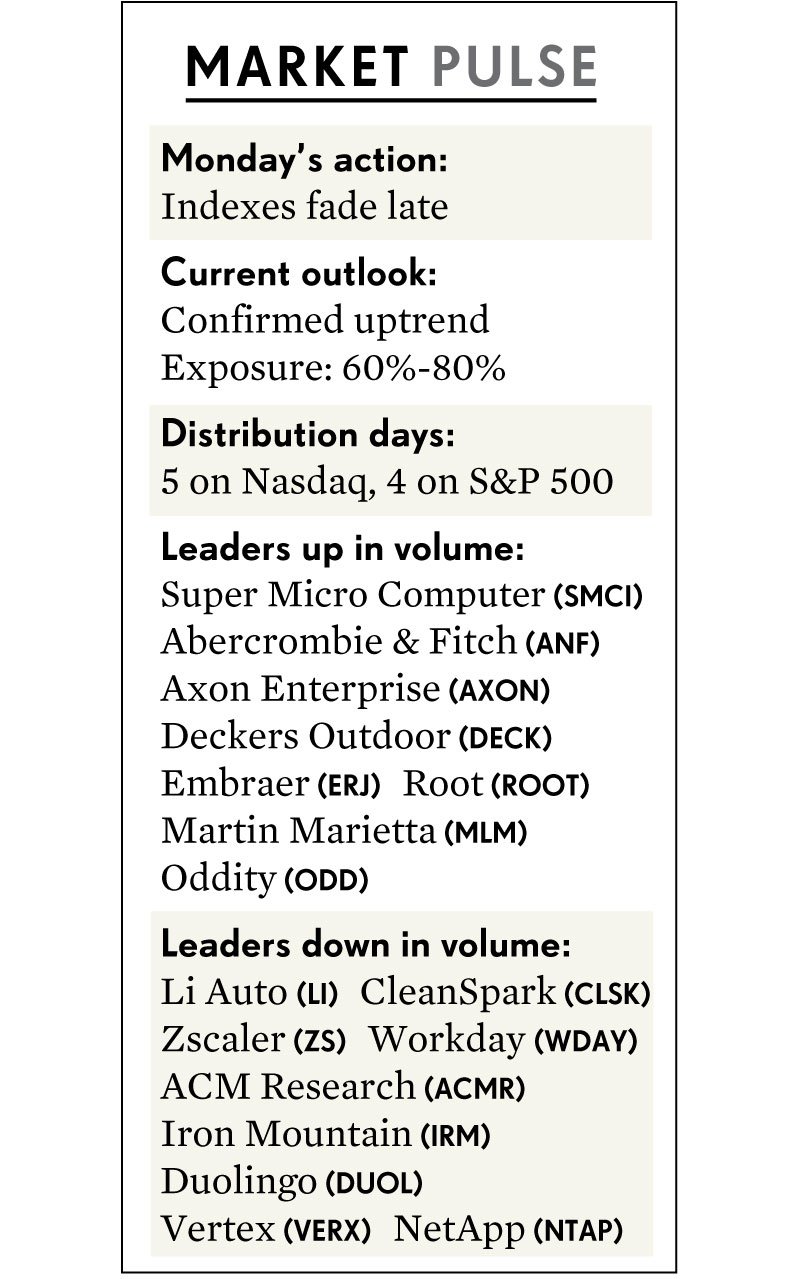 MARKET PULSE
Monday’s action:
Indexes fade late
Current outlook:
Confirmed uptrend
Exposure: 60%-80%
Distribution days:
5 on Nasdaq, 4 on S&P 500
Leaders up in volume:
Super Micro Computer (SMCI)
Abercrombie & Fitch (ANF)
Axon Enterprise (AXON)
Deckers Outdoor (DECK)
Embraer (ERJ) Root (ROOT)
Martin Marietta (MLM)
Oddity (ODD)
Leaders down in volume:
Li Auto (LI) CleanSpark (CLSK)
Zscaler (ZS) Workday (WDAY)
ACM Research (ACMR)
Iron Mountain (IRM)
Duolingo (DUOL)
Vertex (VERX) NetApp (NTAP)